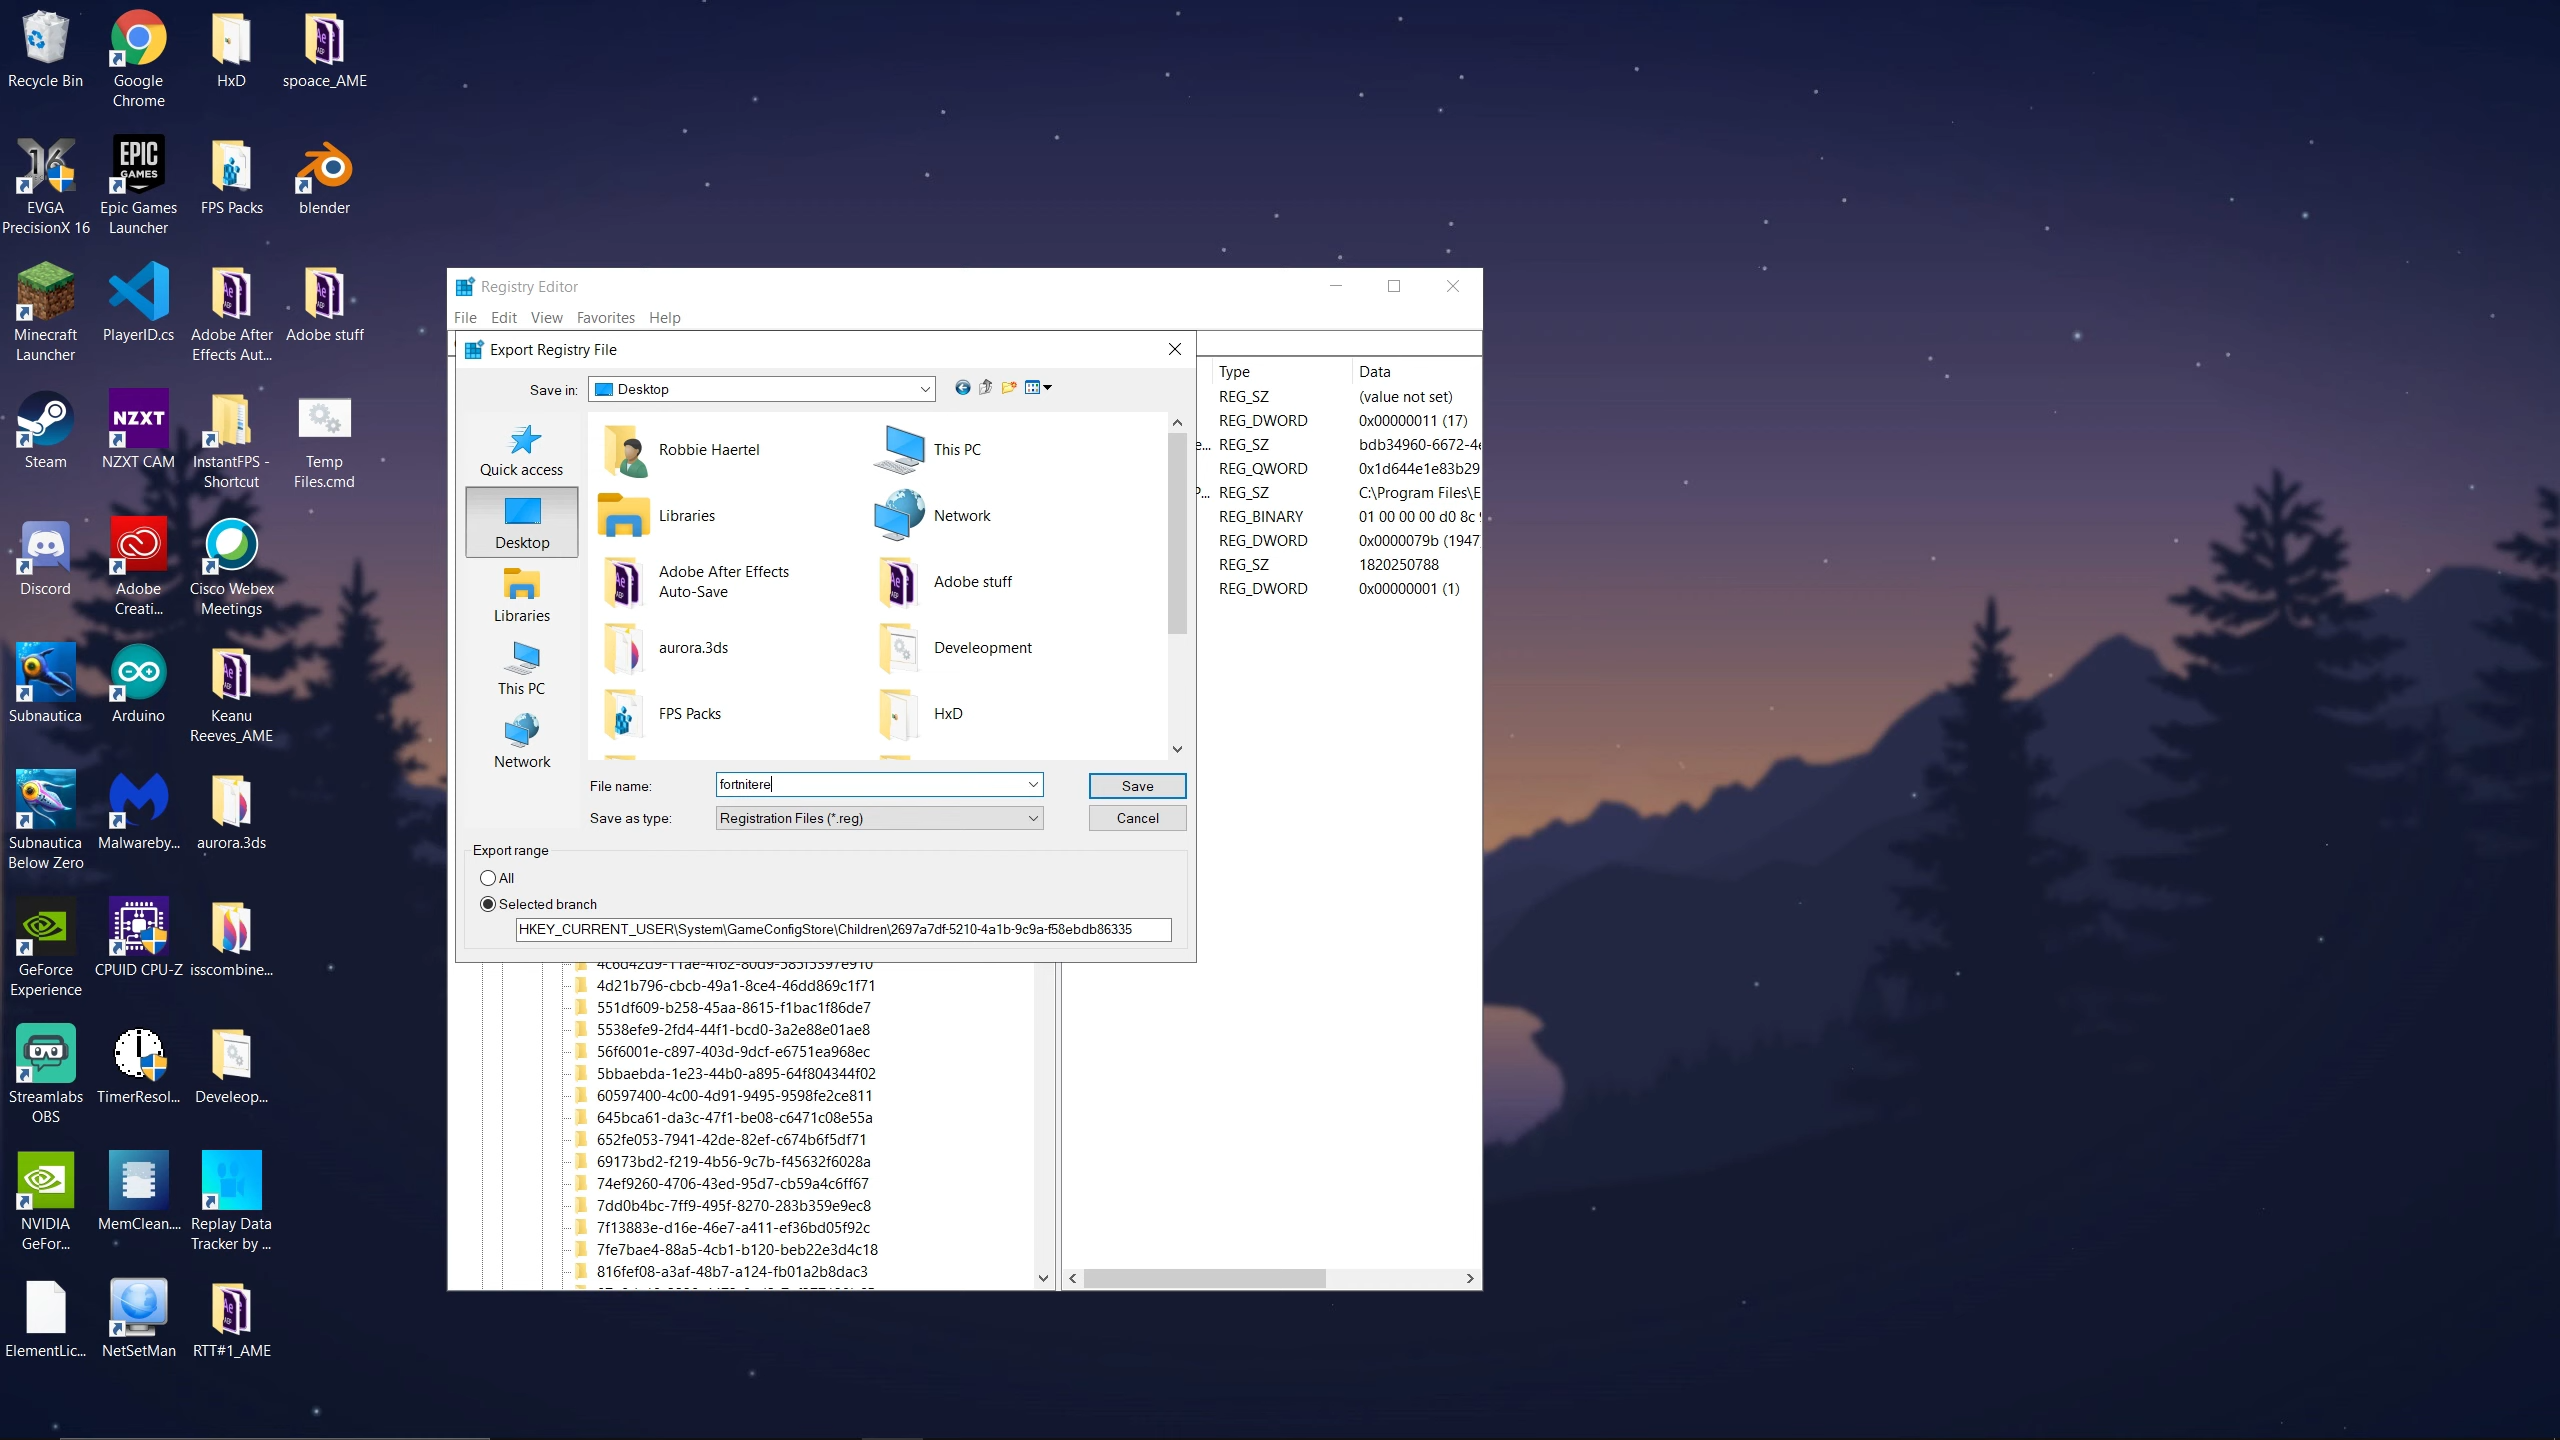 Recycle Bin
Google
Chrome
HxD
spoace_AME
16
EVGA
PrecisionX 16
EPIC
GAMES
Epic Games
Launcher
FPS Packs
blender
Minecraft
Launcher
PlayerID.cs
Adobe After
Effects Aut...
Adobe stuff
Steam
NZXT
NZXT CAM
InstantFPS -
Shortcut
Temp
Files.cmd
Discord
Adobe
Creati...
Cisco Webex
Meetings
Subnautica
Arduino
Keanu
Reeves_AME
Subnautica
Below Zero
Malwareby...
aurora.3ds
GeForce
Experience
CPUID CPU-Z
isscombine...
Streamlabs
OBS
TimerResol...
Develeop...
NVIDIA
GeFor...
MemClean....
Replay Data
Tracker by ...
ElementLic...
NetSetMan
RTT#1_AME
Registry Editor
File Edit View Favorites Help
Export Registry File
Save in: Desktop
Quick access
Desktop
Libraries
This PC
Network
Robbie Haertel
This PC
Libraries
Network
Adobe After Effects
Auto-Save
Adobe stuff
aurora.3ds
Develeopment
FPS Packs
HxD
File name: fortnitere
Save
Save as type: Registration Files (*.reg)
Cancel
Export range
All
Selected branch
HKEY_CURRENT_USER\System\GameConfigStore\Children\2697a7df-5210-4a1b-9c9a-f58ebdb86335
Type Data
REG_SZ (value not set)
REG_DWORD 0x00000011 (17)
e... REG_SZ bdb34960-6672-4e
REG_QWORD 0x1d644e1e83b29
P... REG_SZ C:\Program Files\E
REG_BINARY 01 00 00 00 d0 8c
REG_DWORD 0x0000079b (1947
REG_SZ 1820250788
REG_DWORD 0x00000001 (1)
4c6d42d9-11ae-4f62-80d9-585f5397e910
4d21b796-cbcb-49a1-8ce4-46dd869c1f71
551df609-b258-45aa-8615-f1bac1f86de7
5538efe9-2fd4-44f1-bcd0-3a2e88e01ae8
56f6001e-c897-403d-9dcf-e6751ea968ec
5bbaebda-1e23-44b0-a895-64f804344f02
60597400-4c00-4d91-9495-9598fe2ce811
645bca61-da3c-47f1-be08-c6471c08e55a
652fe053-7941-42de-82ef-c674b6f5df71
69173bd2-f219-4b56-9c7b-f45632f6028a
74ef9260-4706-43ed-95d7-cb59a4c6ff67
7dd0b4bc-7ff9-495f-8270-283b359e9ec8
7f13883e-d16e-46e7-a411-ef36bd05f92c
7fe7bae4-88a5-4cb1-b120-beb22e3d4c18
816fef08-a3af-48b7-a124-fb01a2b8dac3